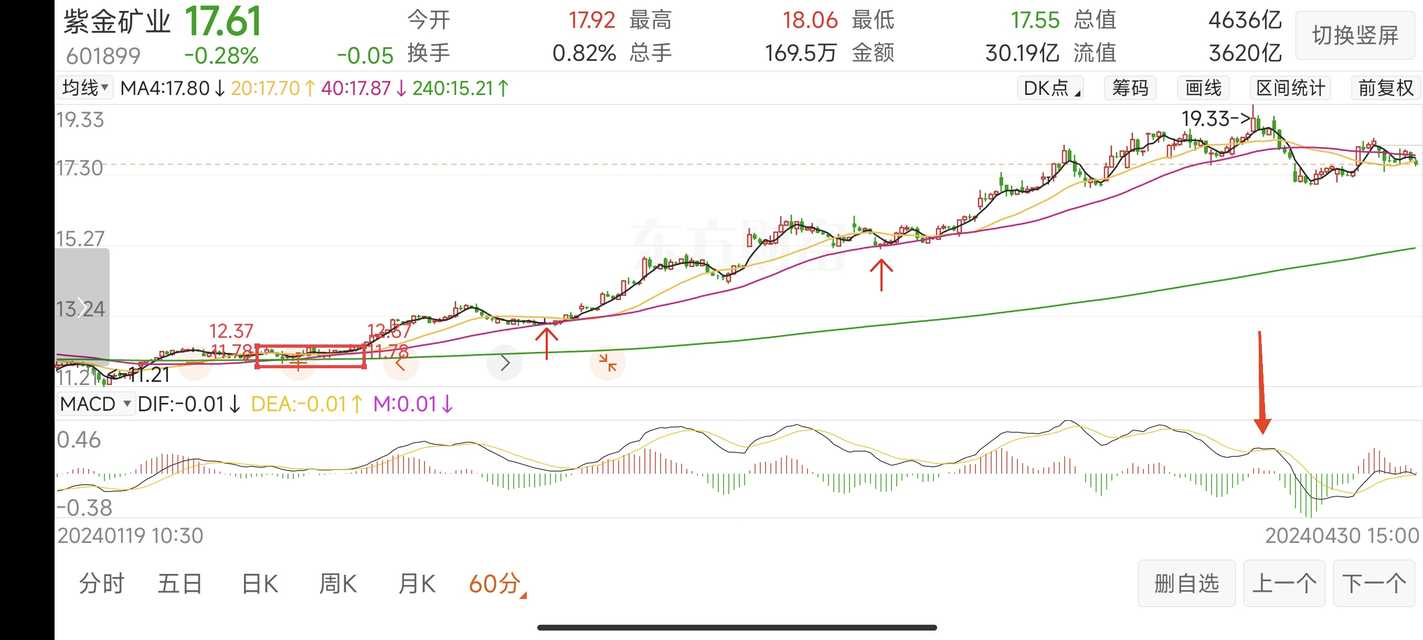 紫金矿业 17.61 今开 17.92 最高 18.06 最低 17.55 总值 4636亿 切换竖屏
601899 -0.28% -0.05 换手 0.82% 总手 169.5万 金额 30.19亿 流值 3620亿
均线▾ MA4:17.80↓ 20:17.70↑ 40:17.87↓ 240:15.21↑ DK点 筹码 画线 区间统计 前复权
19.33 19.33->
17.30
15.27
13.24
12.37 12.67
11.78 11.78
11.21 11.21
MACD ▾ DIF:-0.01↓ DEA:-0.01↑ M:0.01↓
0.46
-0.38
20240119 10:30 20240430 15:00
分时 五日 日K 周K 月K 60分 删自选 上一个 下一个